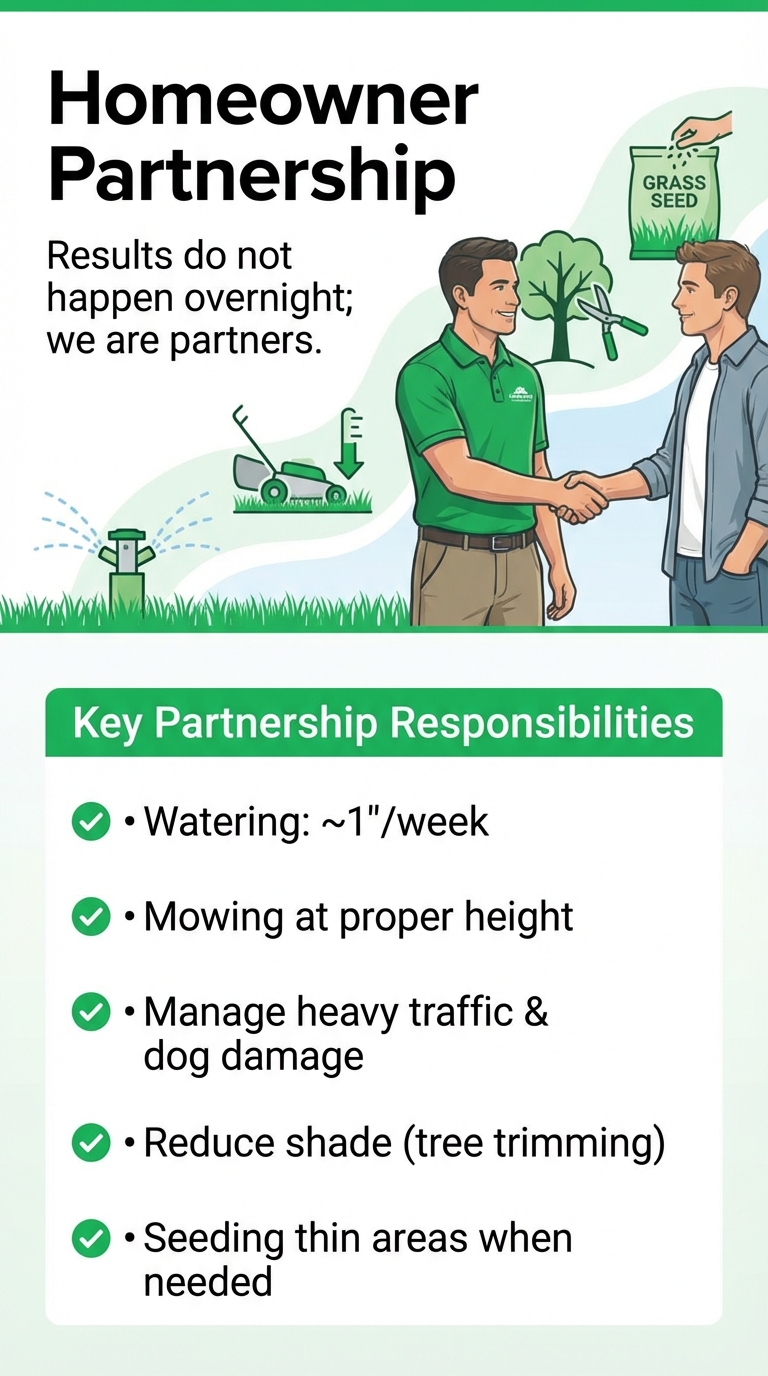 Homeowner
Partnership
Results do not
happen overnight;
we are partners.
GRASS
SEED
Key Partnership Responsibilities
• Watering: ~1"/week
• Mowing at proper height
• Manage heavy traffic &
dog damage
• Reduce shade (tree trimming)
• Seeding thin areas when
needed